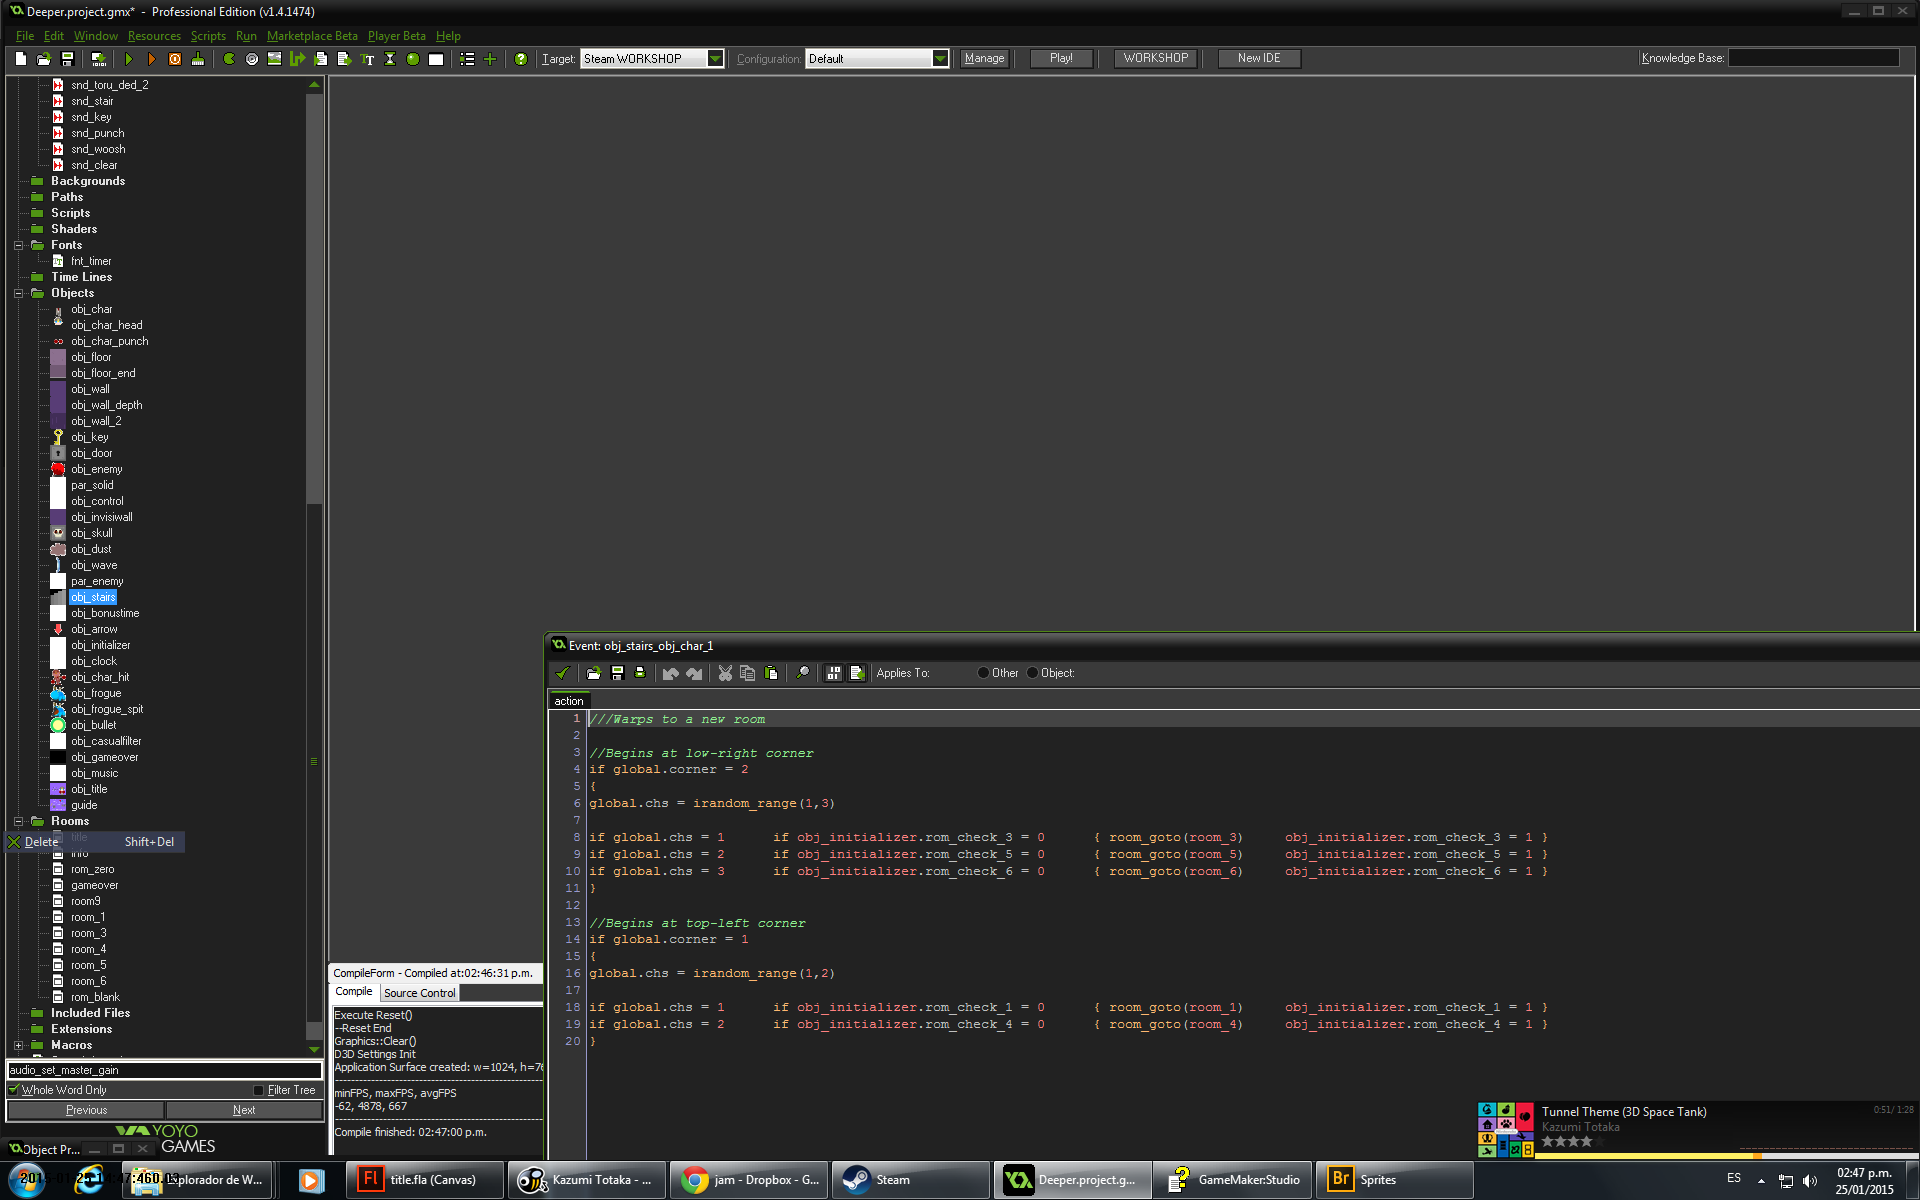 Deeper.project.gmx* - Professional Edition (v1.4.1474)
File Edit Window Resources Scripts Run Marketplace Beta Player Beta Help
Target: Steam WORKSHOP Configuration: Default Manage Play! WORKSHOP New IDE Knowledge Base:
snd_toru_ded_2
snd_stair
snd_key
snd_punch
snd_woosh
snd_clear
Backgrounds
Paths
Scripts
Shaders
Fonts
fnt_timer
Time Lines
Objects
obj_char
obj_char_head
obj_char_punch
obj_floor
obj_floor_end
obj_wall
obj_wall_depth
obj_wall_2
obj_key
obj_door
obj_enemy
par_solid
obj_control
obj_invisiwall
obj_skull
obj_dust
obj_wave
par_enemy
obj_stairs
obj_bonustime
obj_arrow
obj_initializer
obj_clock
obj_char_hit
obj_frogue
obj_frogue_spit
obj_bullet
obj_casualfilter
obj_gameover
obj_music
obj_title
guide
Rooms
title
Delete Shift+Del
info
rom_zero
gameover
room9
room_1
room_3
room_4
room_5
room_6
rom_blank
Included Files
Extensions
Macros
audio_set_master_gain
Whole Word Only Filter Tree
Previous Next
YOYO GAMES
Object Pr...
CompileForm - Compiled at:02:46:31 p.m.
Compile Source Control
Execute Reset()
--Reset End
Graphics::Clear()
D3D Settings Init
Application Surface created: w=1024, h=76
minFPS, maxFPS, avgFPS
-62, 4878, 667
Compile finished: 02:47:00 p.m.
Event: obj_stairs_obj_char_1
Applies To: Other Object:
action
1 ///Warps to a new room
2
3 //Begins at low-right corner
4 if global.corner = 2
5 {
6 global.chs = irandom_range(1,3)
7
8 if global.chs = 1 if obj_initializer.rom_check_3 = 0 { room_goto(room_3) obj_initializer.rom_check_3 = 1 }
9 if global.chs = 2 if obj_initializer.rom_check_5 = 0 { room_goto(room_5) obj_initializer.rom_check_5 = 1 }
10 if global.chs = 3 if obj_initializer.rom_check_6 = 0 { room_goto(room_6) obj_initializer.rom_check_6 = 1 }
11 }
12
13 //Begins at top-left corner
14 if global.corner = 1
15 {
16 global.chs = irandom_range(1,2)
17
18 if global.chs = 1 if obj_initializer.rom_check_1 = 0 { room_goto(room_1) obj_initializer.rom_check_1 = 1 }
19 if global.chs = 2 if obj_initializer.rom_check_4 = 0 { room_goto(room_4) obj_initializer.rom_check_4 = 1 }
20 }
Tunnel Theme (3D Space Tank) 0:51/ 1:28
Kazumi Totaka
Explorador de W... title.fla (Canvas) Kazumi Totaka - ... jam - Dropbox - G... Steam Deeper.project.g... GameMaker:Studio Sprites ES 02:47 p.m.
25/01/2015